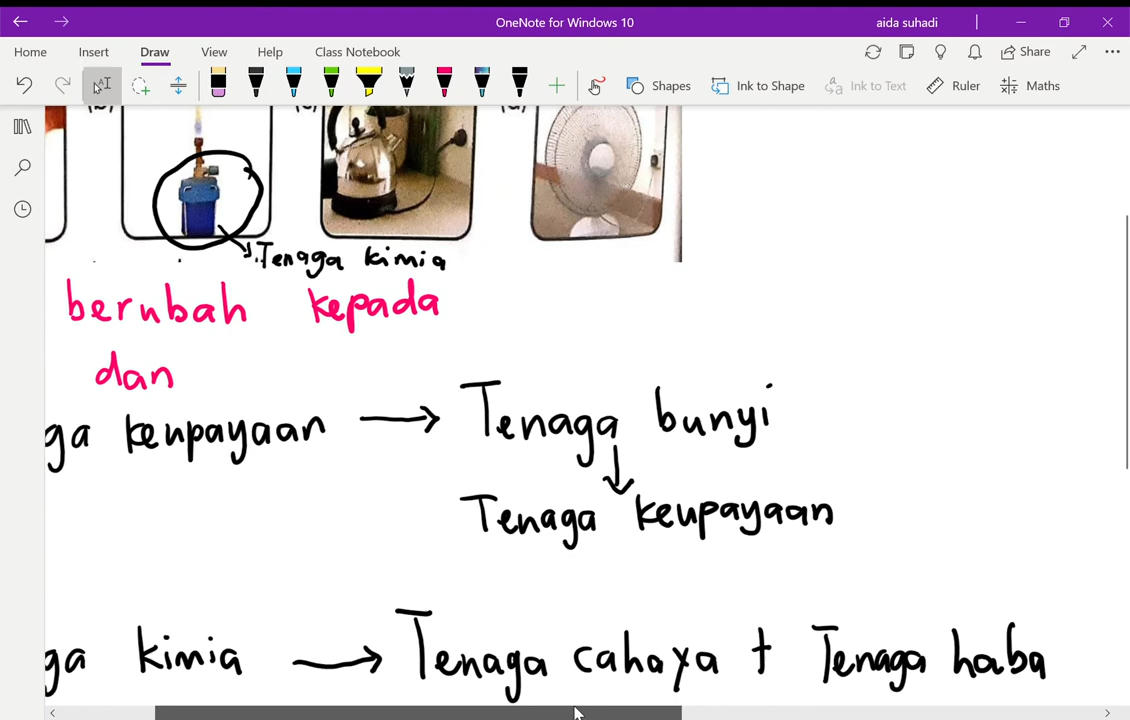 OneNote for Windows 10
aida suhadi
Home Insert Draw View Help Class Notebook
Share
Shapes Ink to Shape Ink to Text Ruler Maths
Tenaga kimia
berubah kepada
dan
ga keupayaan → Tenaga bunyi
Tenaga keupayaan
ga kimia → Tenaga cahaya + Tenaga haba